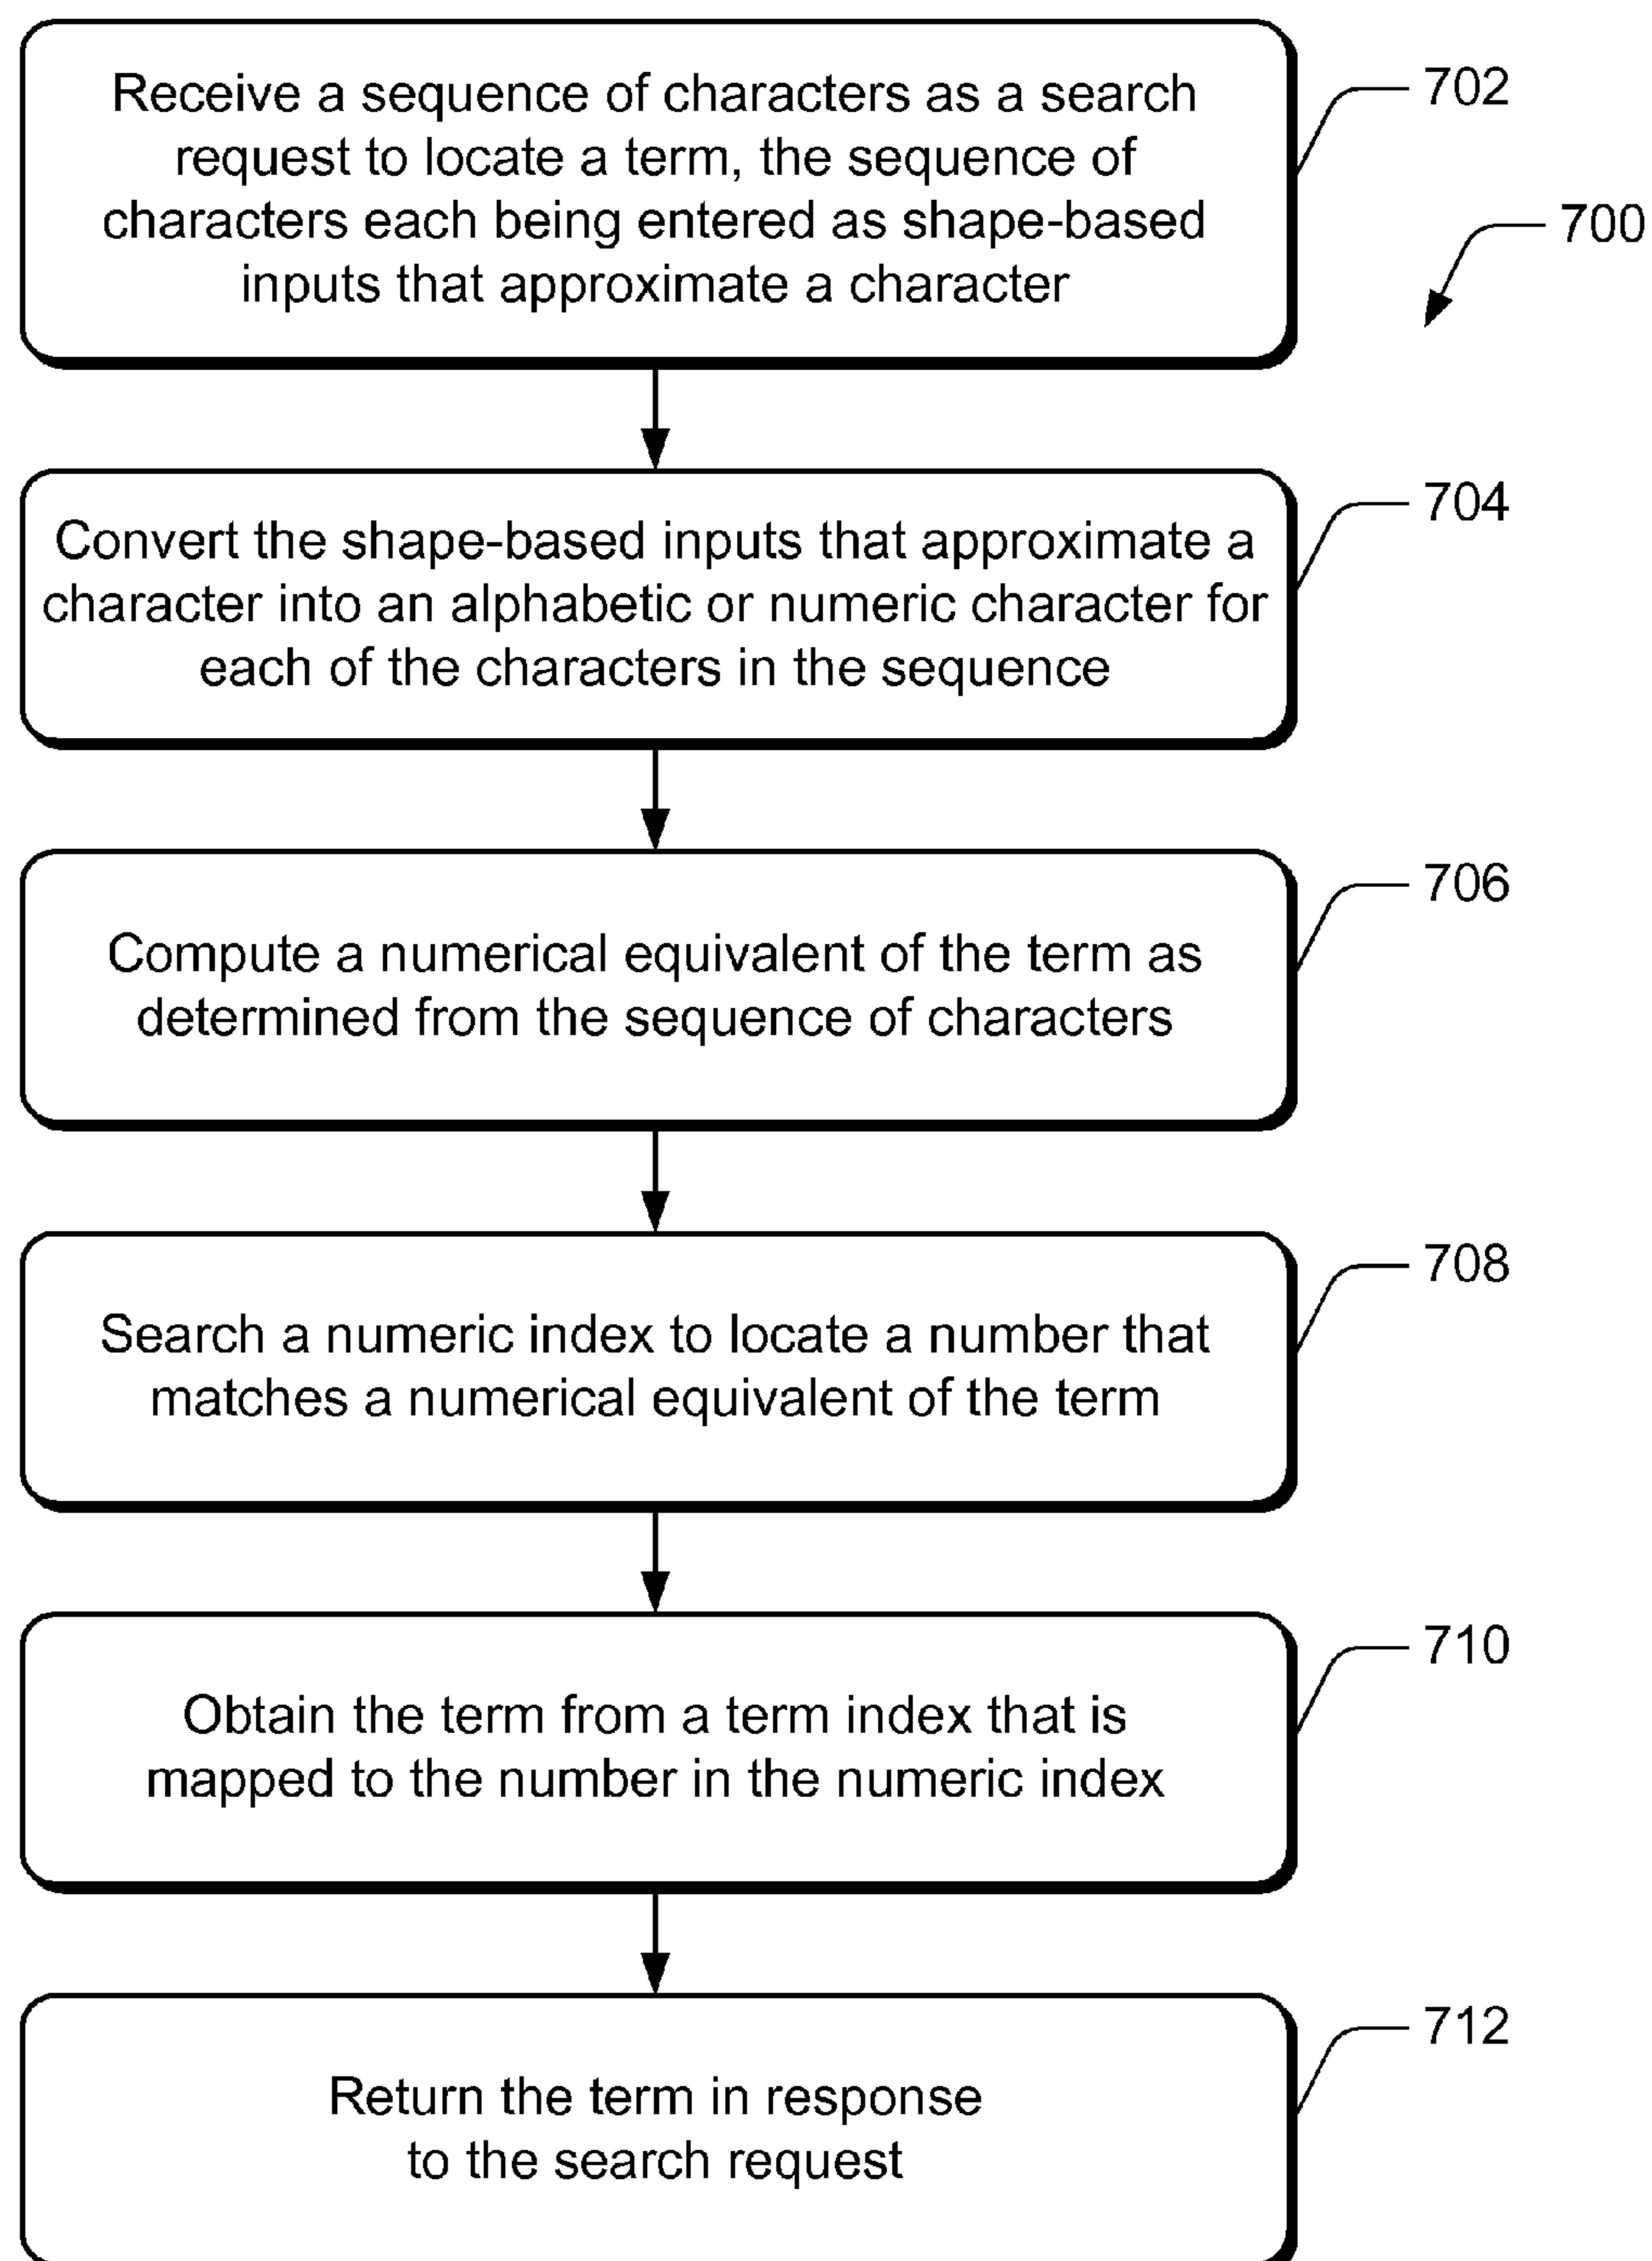 Receive a sequence of characters as a search
request to locate a term, the sequence of
characters each being entered as shape-based
inputs that approximate a character
702
700
Convert the shape-based inputs that approximate a
character into an alphabetic or numeric character for
each of the characters in the sequence
704
Compute a numerical equivalent of the term as
determined from the sequence of characters
706
Search a numeric index to locate a number that
matches a numerical equivalent of the term
708
Obtain the term from a term index that is
mapped to the number in the numeric index
710
Return the term in response
to the search request
712